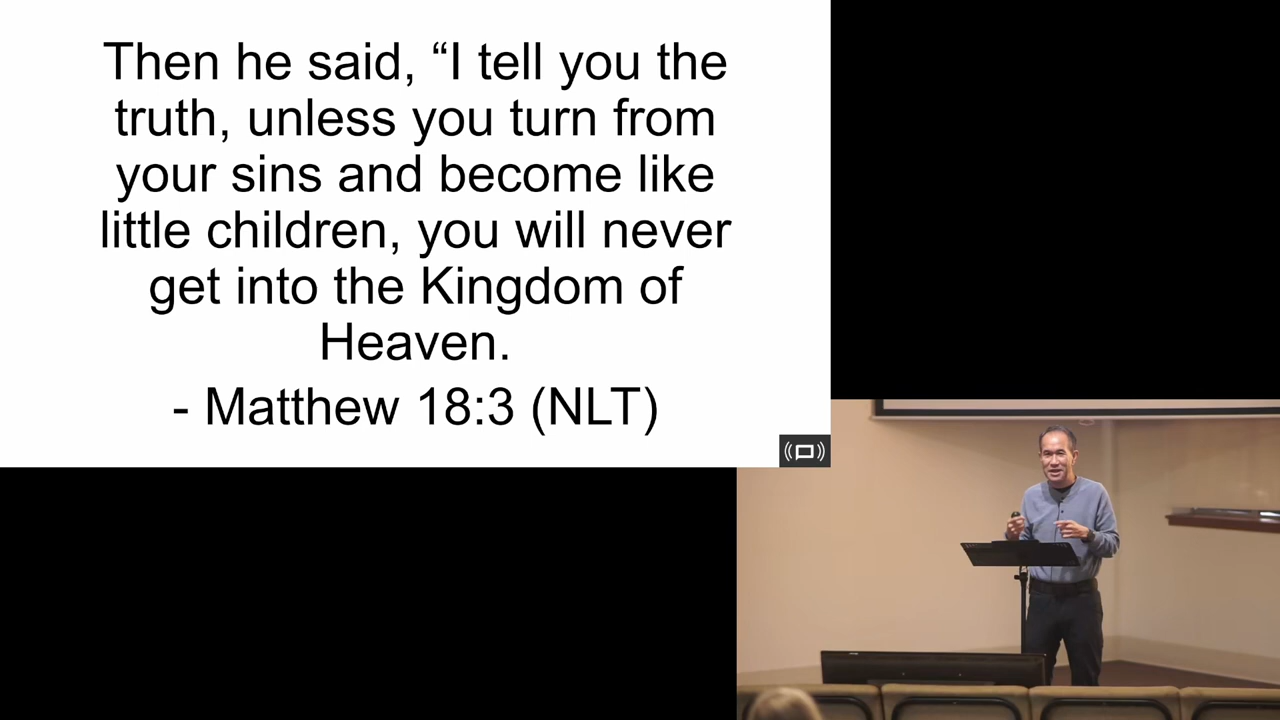 Then he said, “I tell you the
truth, unless you turn from
your sins and become like
little children, you will never
get into the Kingdom of
Heaven.
- Matthew 18:3 (NLT)